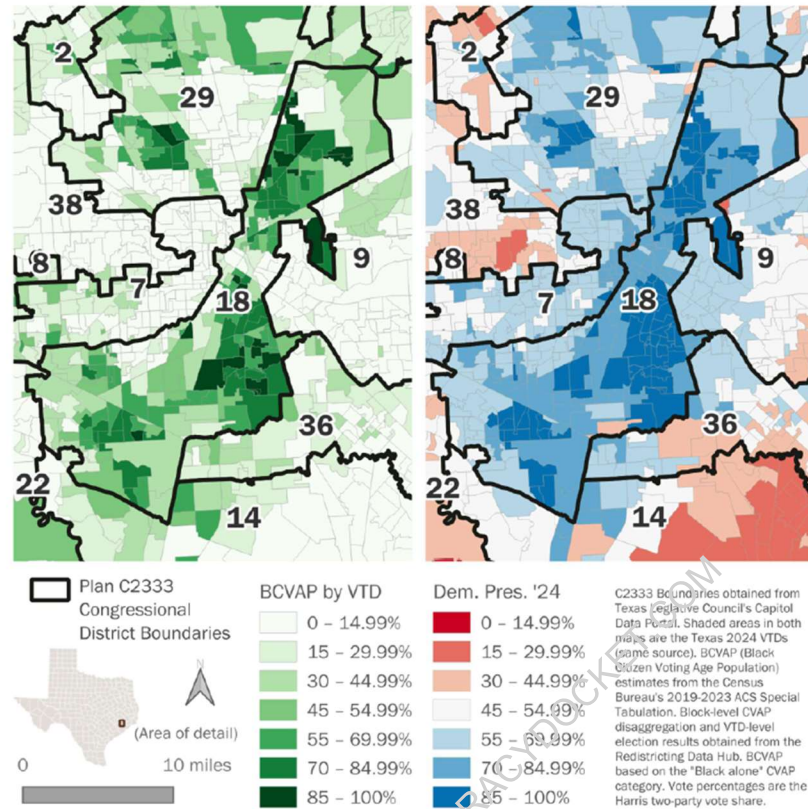 2
29
38
8
7
18
9
36
22
14
2
29
38
8
7
18
9
36
22
14
Plan C2333
Congressional
District Boundaries
N
(Area of detail)
0 10 miles
BCVAP by VTD
0 - 14.99%
15 - 29.99%
30 - 44.99%
45 - 54.99%
55 - 69.99%
70 - 84.99%
85 - 100%
Dem. Pres. '24
0 - 14.99%
15 - 29.99%
30 - 44.99%
45 - 54.99%
55 - 69.99%
70 - 84.99%
85 - 100%
C2333 Boundaries obtained from
Texas Legislative Council's Capitol
Data Portal. Shaded areas in both
maps are the Texas 2024 VTDs
(same source). BCVAP (Black
Citizen Voting Age Population)
estimates from the Census
Bureau's 2019-2023 ACS Special
Tabulation. Block-level CVAP
disaggregation and VTD-level
election results obtained from the
Redistricting Data Hub. BCVAP
based on the "Black alone" CVAP
category. Vote percentages are the
Harris two-party vote share.
RACYDOCKET.COM